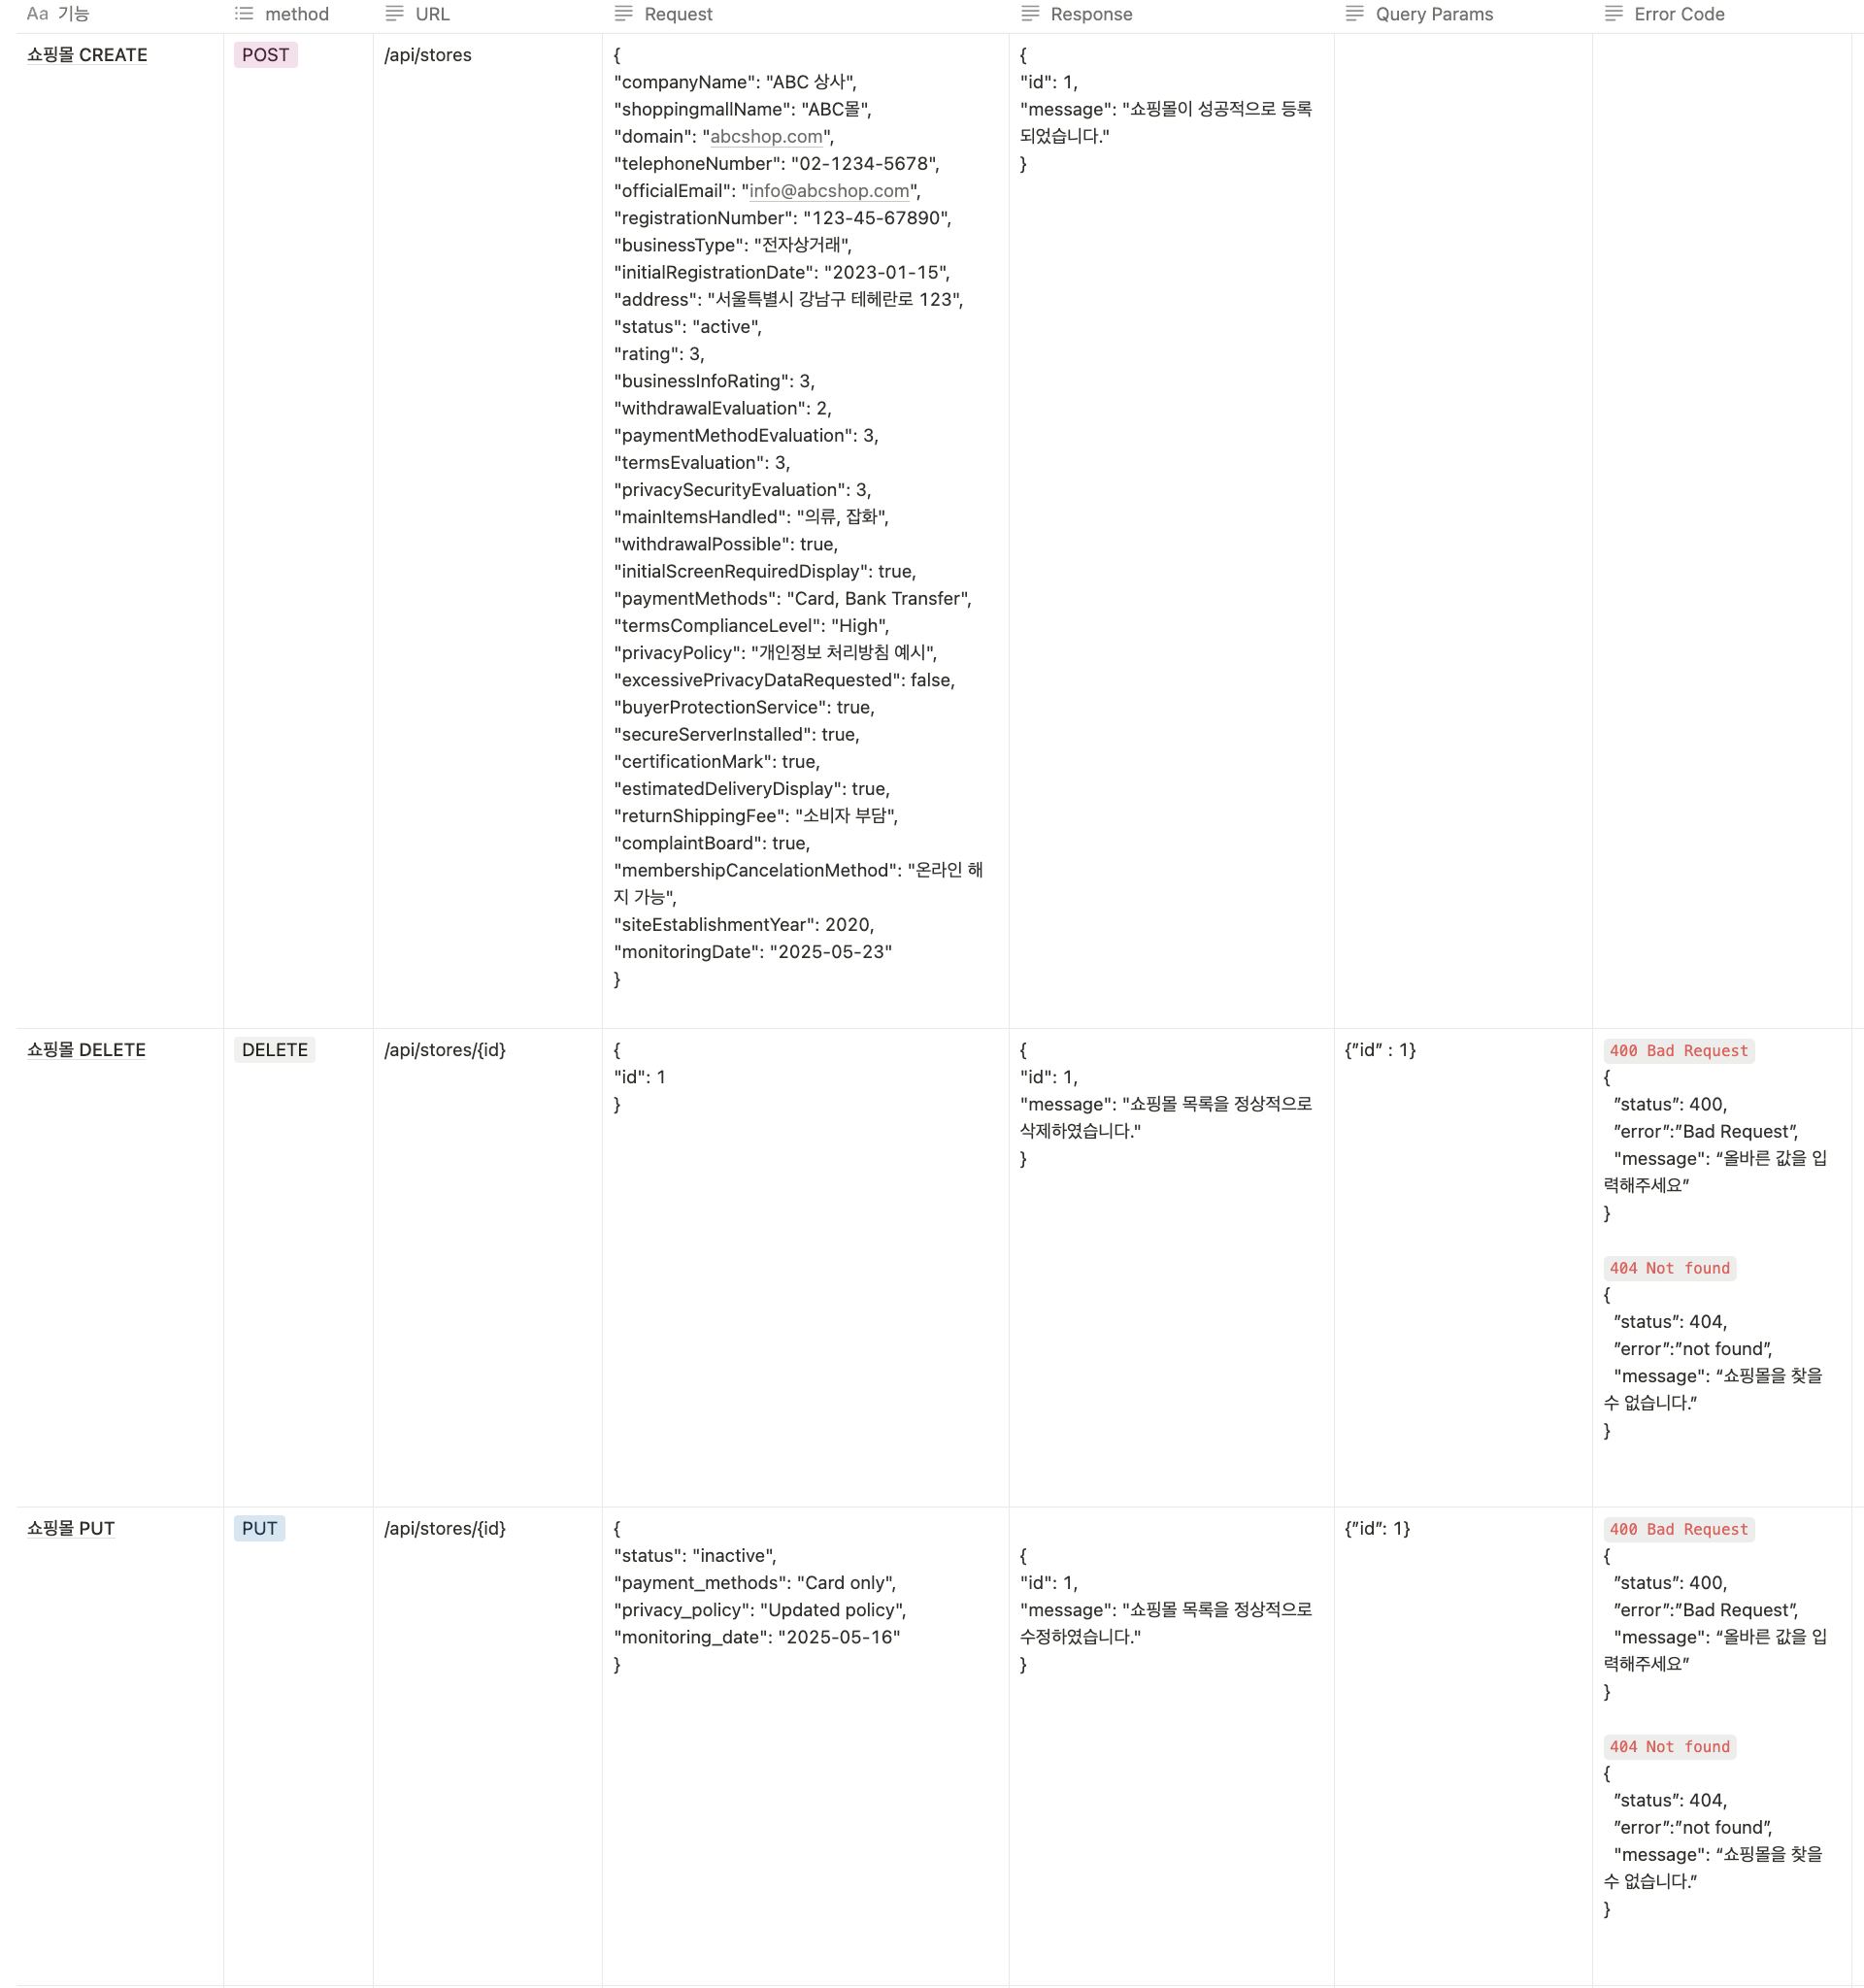 Aa 기능
method
URL
Request
Response
Query Params
Error Code
쇼핑몰 CREATE
POST
/api/stores
{
"companyName": "ABC 상사",
"shoppingmallName": "ABC몰",
"domain": "abcshop.com",
"telephoneNumber": "02-1234-5678",
"officialEmail": "info@abcshop.com",
"registrationNumber": "123-45-67890",
"businessType": "전자상거래",
"initialRegistrationDate": "2023-01-15",
"address": "서울특별시 강남구 테헤란로 123",
"status": "active",
"rating": 3,
"businessInfoRating": 3,
"withdrawalEvaluation": 2,
"paymentMethodEvaluation": 3,
"termsEvaluation": 3,
"privacySecurityEvaluation": 3,
"mainItemsHandled": "의류, 잡화",
"withdrawalPossible": true,
"initialScreenRequiredDisplay": true,
"paymentMethods": "Card, Bank Transfer",
"termsComplianceLevel": "High",
"privacyPolicy": "개인정보 처리방침 예시",
"excessivePrivacyDataRequested": false,
"buyerProtectionService": true,
"secureServerInstalled": true,
"certificationMark": true,
"estimatedDeliveryDisplay": true,
"returnShippingFee": "소비자 부담",
"complaintBoard": true,
"membershipCancelationMethod": "온라인 해
지 가능",
"siteEstablishmentYear": 2020,
"monitoringDate": "2025-05-23"
}
{
"id": 1,
"message": "쇼핑몰이 성공적으로 등록
되었습니다."
}
쇼핑몰 DELETE
DELETE
/api/stores/{id}
{
"id": 1
}
{
"id": 1,
"message": "쇼핑몰 목록을 정상적으로
삭제하였습니다."
}
{”id” : 1}
400 Bad Request
{
”status”: 400,
”error”:”Bad Request”,
"message": “올바른 값을 입
력해주세요”
}
404 Not found
{
”status”: 404,
”error”:”not found”,
"message": “쇼핑몰을 찾을
수 없습니다.”
}
쇼핑몰 PUT
PUT
/api/stores/{id}
{
"status": "inactive",
"payment_methods": "Card only",
"privacy_policy": "Updated policy",
"monitoring_date": "2025-05-16"
}
{
"id": 1,
"message": "쇼핑몰 목록을 정상적으로
수정하였습니다."
}
{”id”: 1}
400 Bad Request
{
”status”: 400,
”error”:”Bad Request”,
"message": “올바른 값을 입
력해주세요”
}
404 Not found
{
”status”: 404,
”error”:”not found”,
"message": “쇼핑몰을 찾을
수 없습니다.”
}